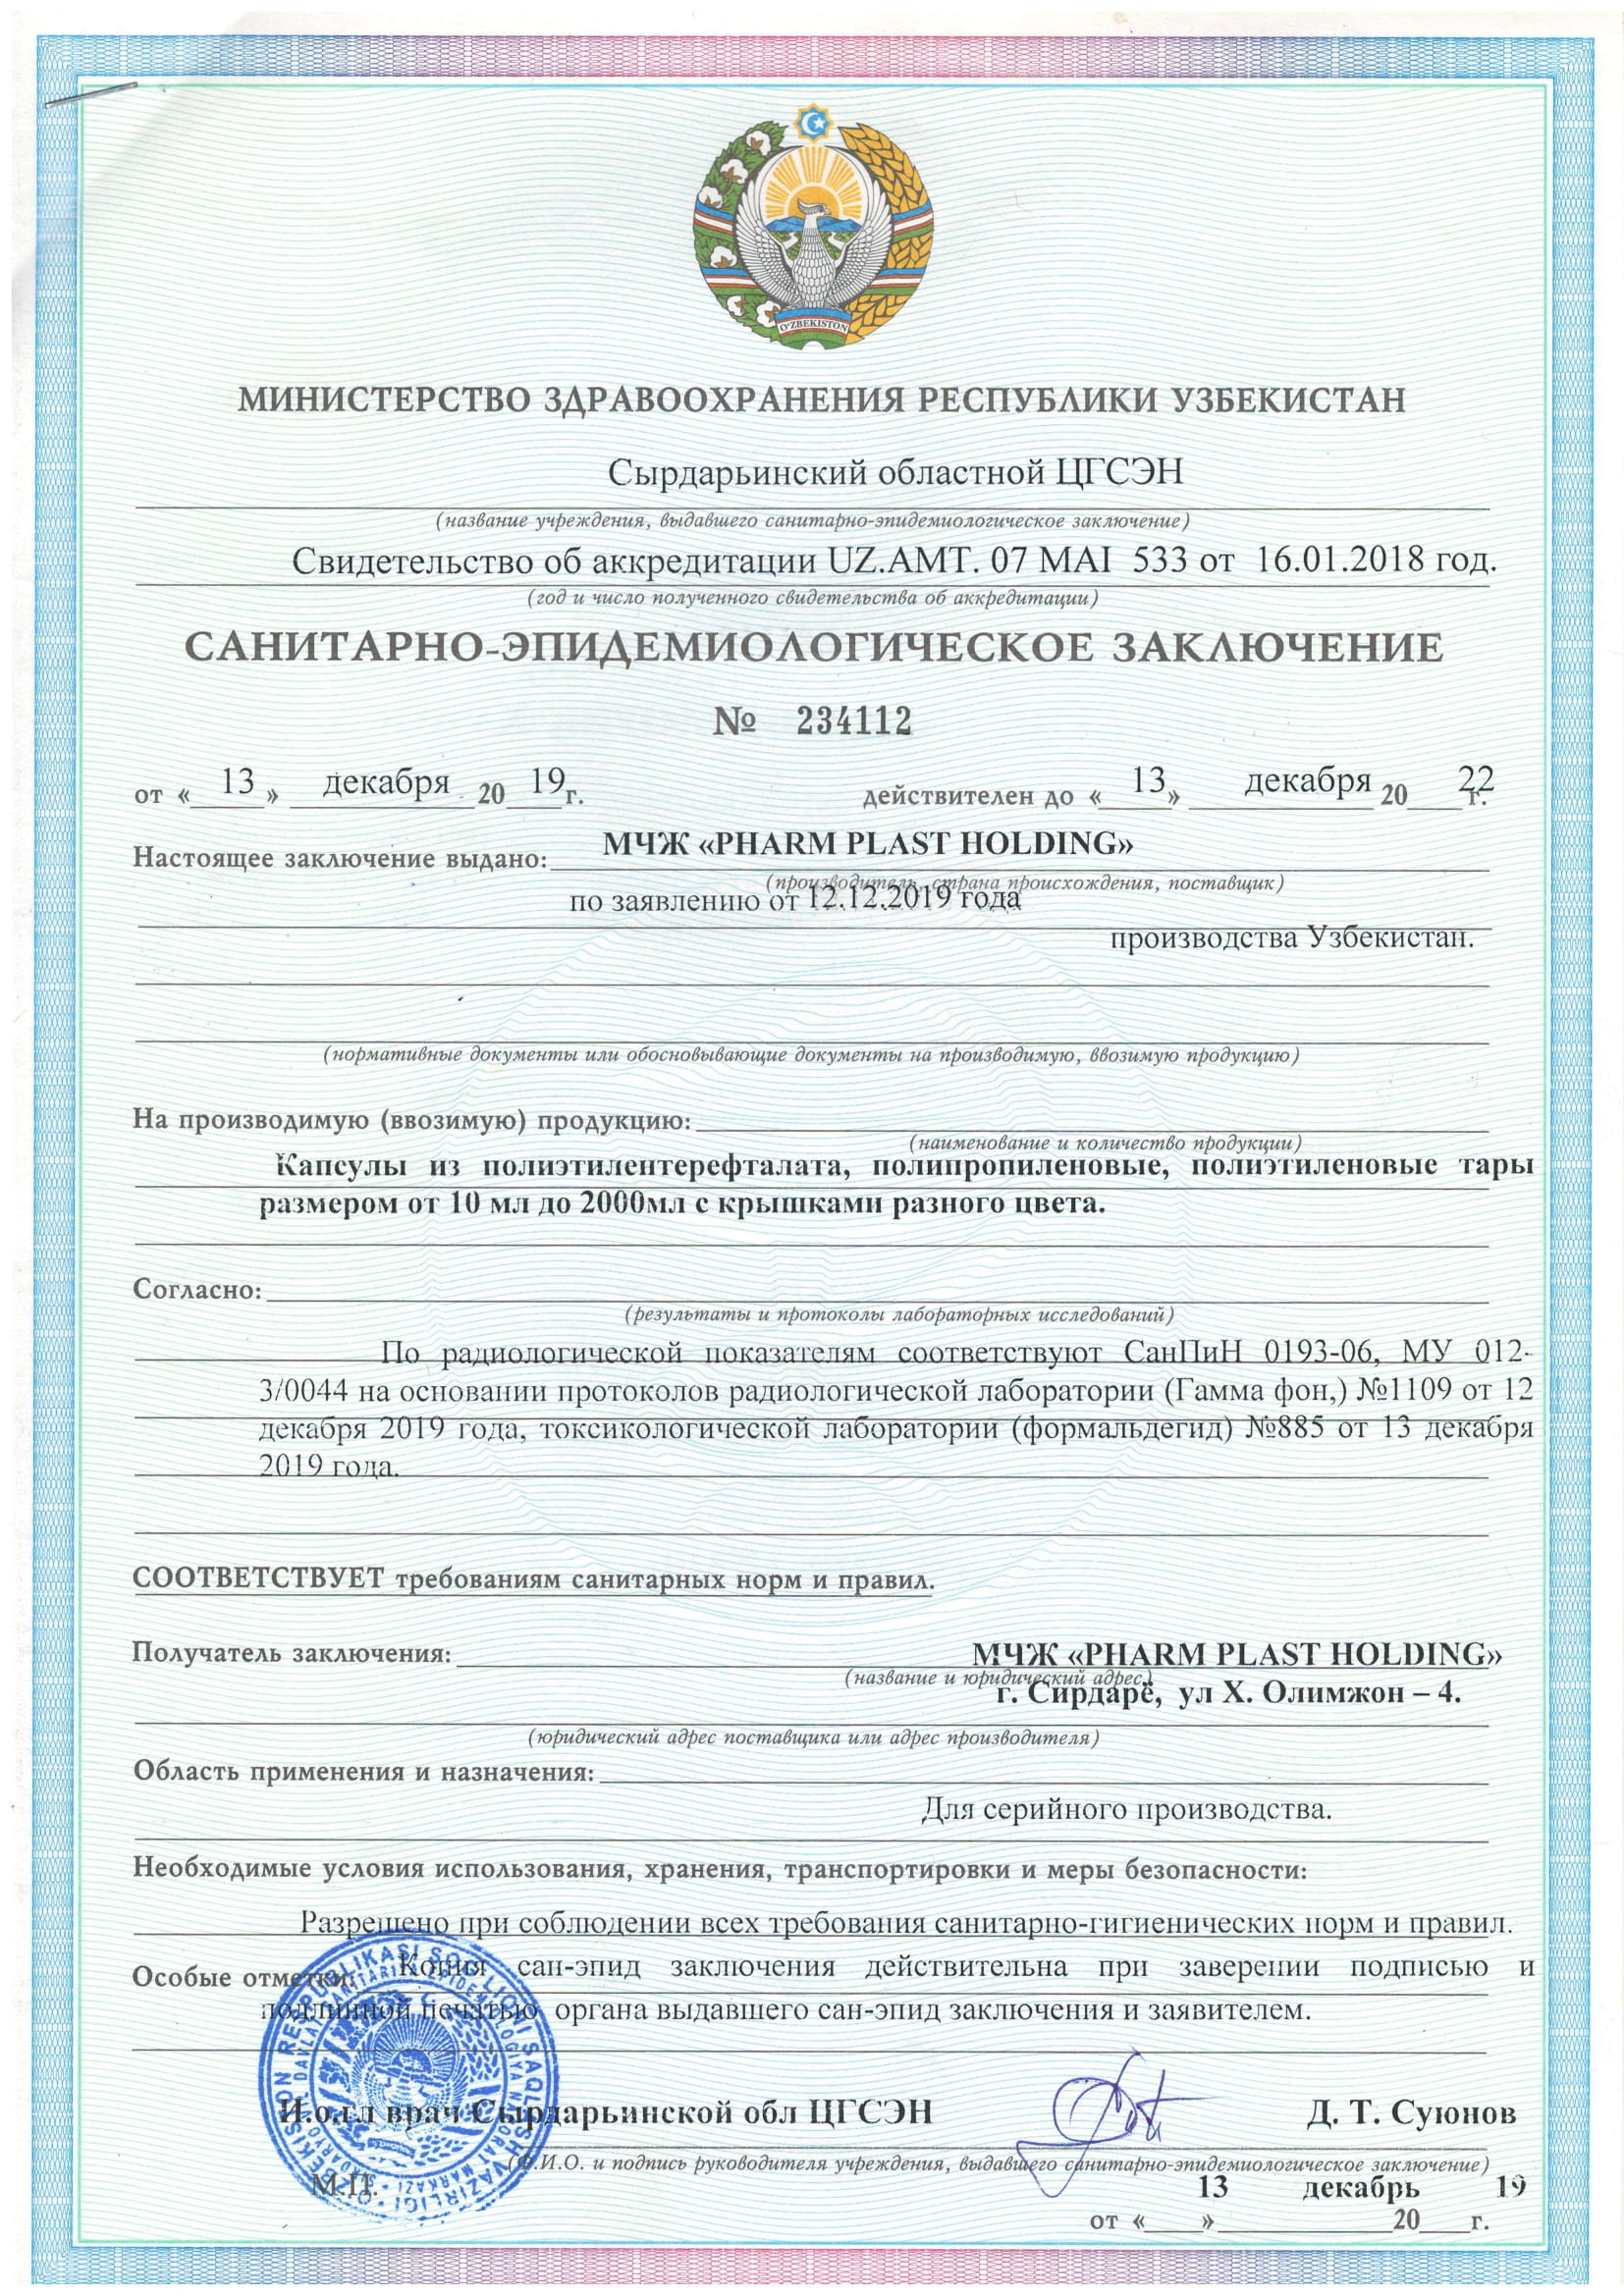 O'ZBEKISTON
МИНИСТЕРСТВО ЗДРАВООХРАНЕНИЯ РЕСПУБЛИКИ УЗБЕКИСТАН
Сырдарьинский областной ЦГСЭН
(название учреждения, выдавшего санитарно-эпидемиологическое заключение)
Свидетельство об аккредитации UZ.AMT. 07 MAI 533 от 16.01.2018 год.
(год и число полученного свидетельства об аккредитации)
САНИТАРНО-ЭПИДЕМИОЛОГИЧЕСКОЕ ЗАКЛЮЧЕНИЕ
№ 234112
от « 13 » декабря 20 19 г. действителен до « 13 » декабря 20 22 г.
Настоящее заключение выдано: МЧЖ «PHARM PLAST HOLDING»
(производитель, страна происхождения, поставщик)
по заявлению от 12.12.2019 года
производства Узбекистан.
(нормативные документы или обосновывающие документы на производимую, ввозимую продукцию)
На производимую (ввозимую) продукцию:
(наименование и количество продукции)
Капсулы из полиэтилентерефталата, полипропиленовые, полиэтиленовые тары
размером от 10 мл до 2000мл с крышками разного цвета.
Согласно:
(результаты и протоколы лабораторных исследований)
По радиологической показателям соответствуют СанПиН 0193-06, МУ 012-
3/0044 на основании протоколов радиологической лаборатории (Гамма фон,) №1109 от 12
декабря 2019 года, токсикологической лаборатории (формальдегид) №885 от 13 декабря
2019 года.
СООТВЕТСТВУЕТ требованиям санитарных норм и правил.
Получатель заключения: МЧЖ «PHARM PLAST HOLDING»
(название и юридический адрес)
г. Сирдарё, ул Х. Олимжон – 4.
(юридический адрес поставщика или адрес производителя)
Область применения и назначения:
Для серийного производства.
Необходимые условия использования, хранения, транспортировки и меры безопасности:
Разрешено при соблюдении всех требования санитарно-гигиенических норм и правил.
Особые отметки: Копия сан-эпид заключения действительна при заверении подписью и
подлинной печатью органа выдавшего сан-эпид заключения и заявителем.
И.о.гл врач Сырдарьинской обл ЦГСЭН Д. Т. Суюнов
(Ф.И.О. и подпись руководителя учреждения, выдавшего санитарно-эпидемиологическое заключение)
М.П.
13 декабрь 19
от « » 20 г.